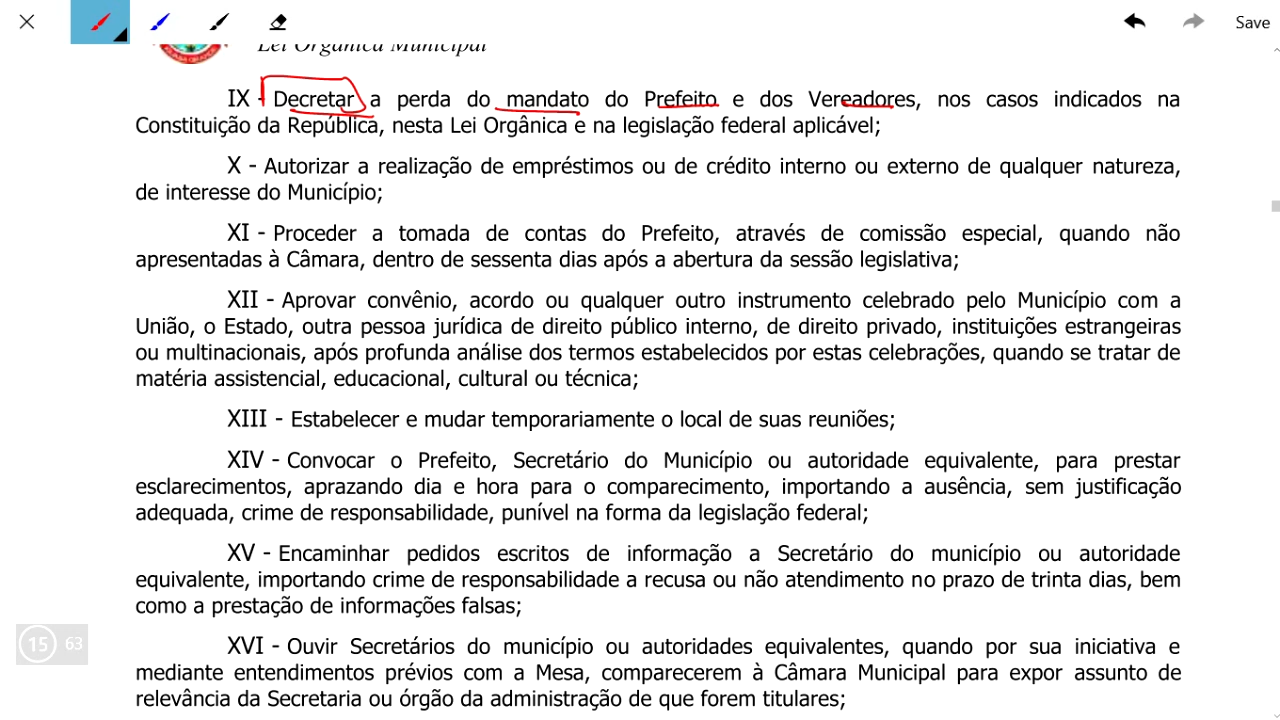 Save
Lei Orgânica Municipal
IX - Decretar a perda do mandato do Prefeito e dos Vereadores, nos casos indicados na
Constituição da República, nesta Lei Orgânica e na legislação federal aplicável;
X - Autorizar a realização de empréstimos ou de crédito interno ou externo de qualquer natureza,
de interesse do Município;
XI - Proceder a tomada de contas do Prefeito, através de comissão especial, quando não
apresentadas à Câmara, dentro de sessenta dias após a abertura da sessão legislativa;
XII - Aprovar convênio, acordo ou qualquer outro instrumento celebrado pelo Município com a
União, o Estado, outra pessoa jurídica de direito público interno, de direito privado, instituições estrangeiras
ou multinacionais, após profunda análise dos termos estabelecidos por estas celebrações, quando se tratar de
matéria assistencial, educacional, cultural ou técnica;
XIII - Estabelecer e mudar temporariamente o local de suas reuniões;
XIV - Convocar o Prefeito, Secretário do Município ou autoridade equivalente, para prestar
esclarecimentos, aprazando dia e hora para o comparecimento, importando a ausência, sem justificação
adequada, crime de responsabilidade, punível na forma da legislação federal;
XV - Encaminhar pedidos escritos de informação a Secretário do município ou autoridade
equivalente, importando crime de responsabilidade a recusa ou não atendimento no prazo de trinta dias, bem
como a prestação de informações falsas;
15 63
XVI - Ouvir Secretários do município ou autoridades equivalentes, quando por sua iniciativa e
mediante entendimentos prévios com a Mesa, comparecerem à Câmara Municipal para expor assunto de
relevância da Secretaria ou órgão da administração de que forem titulares;